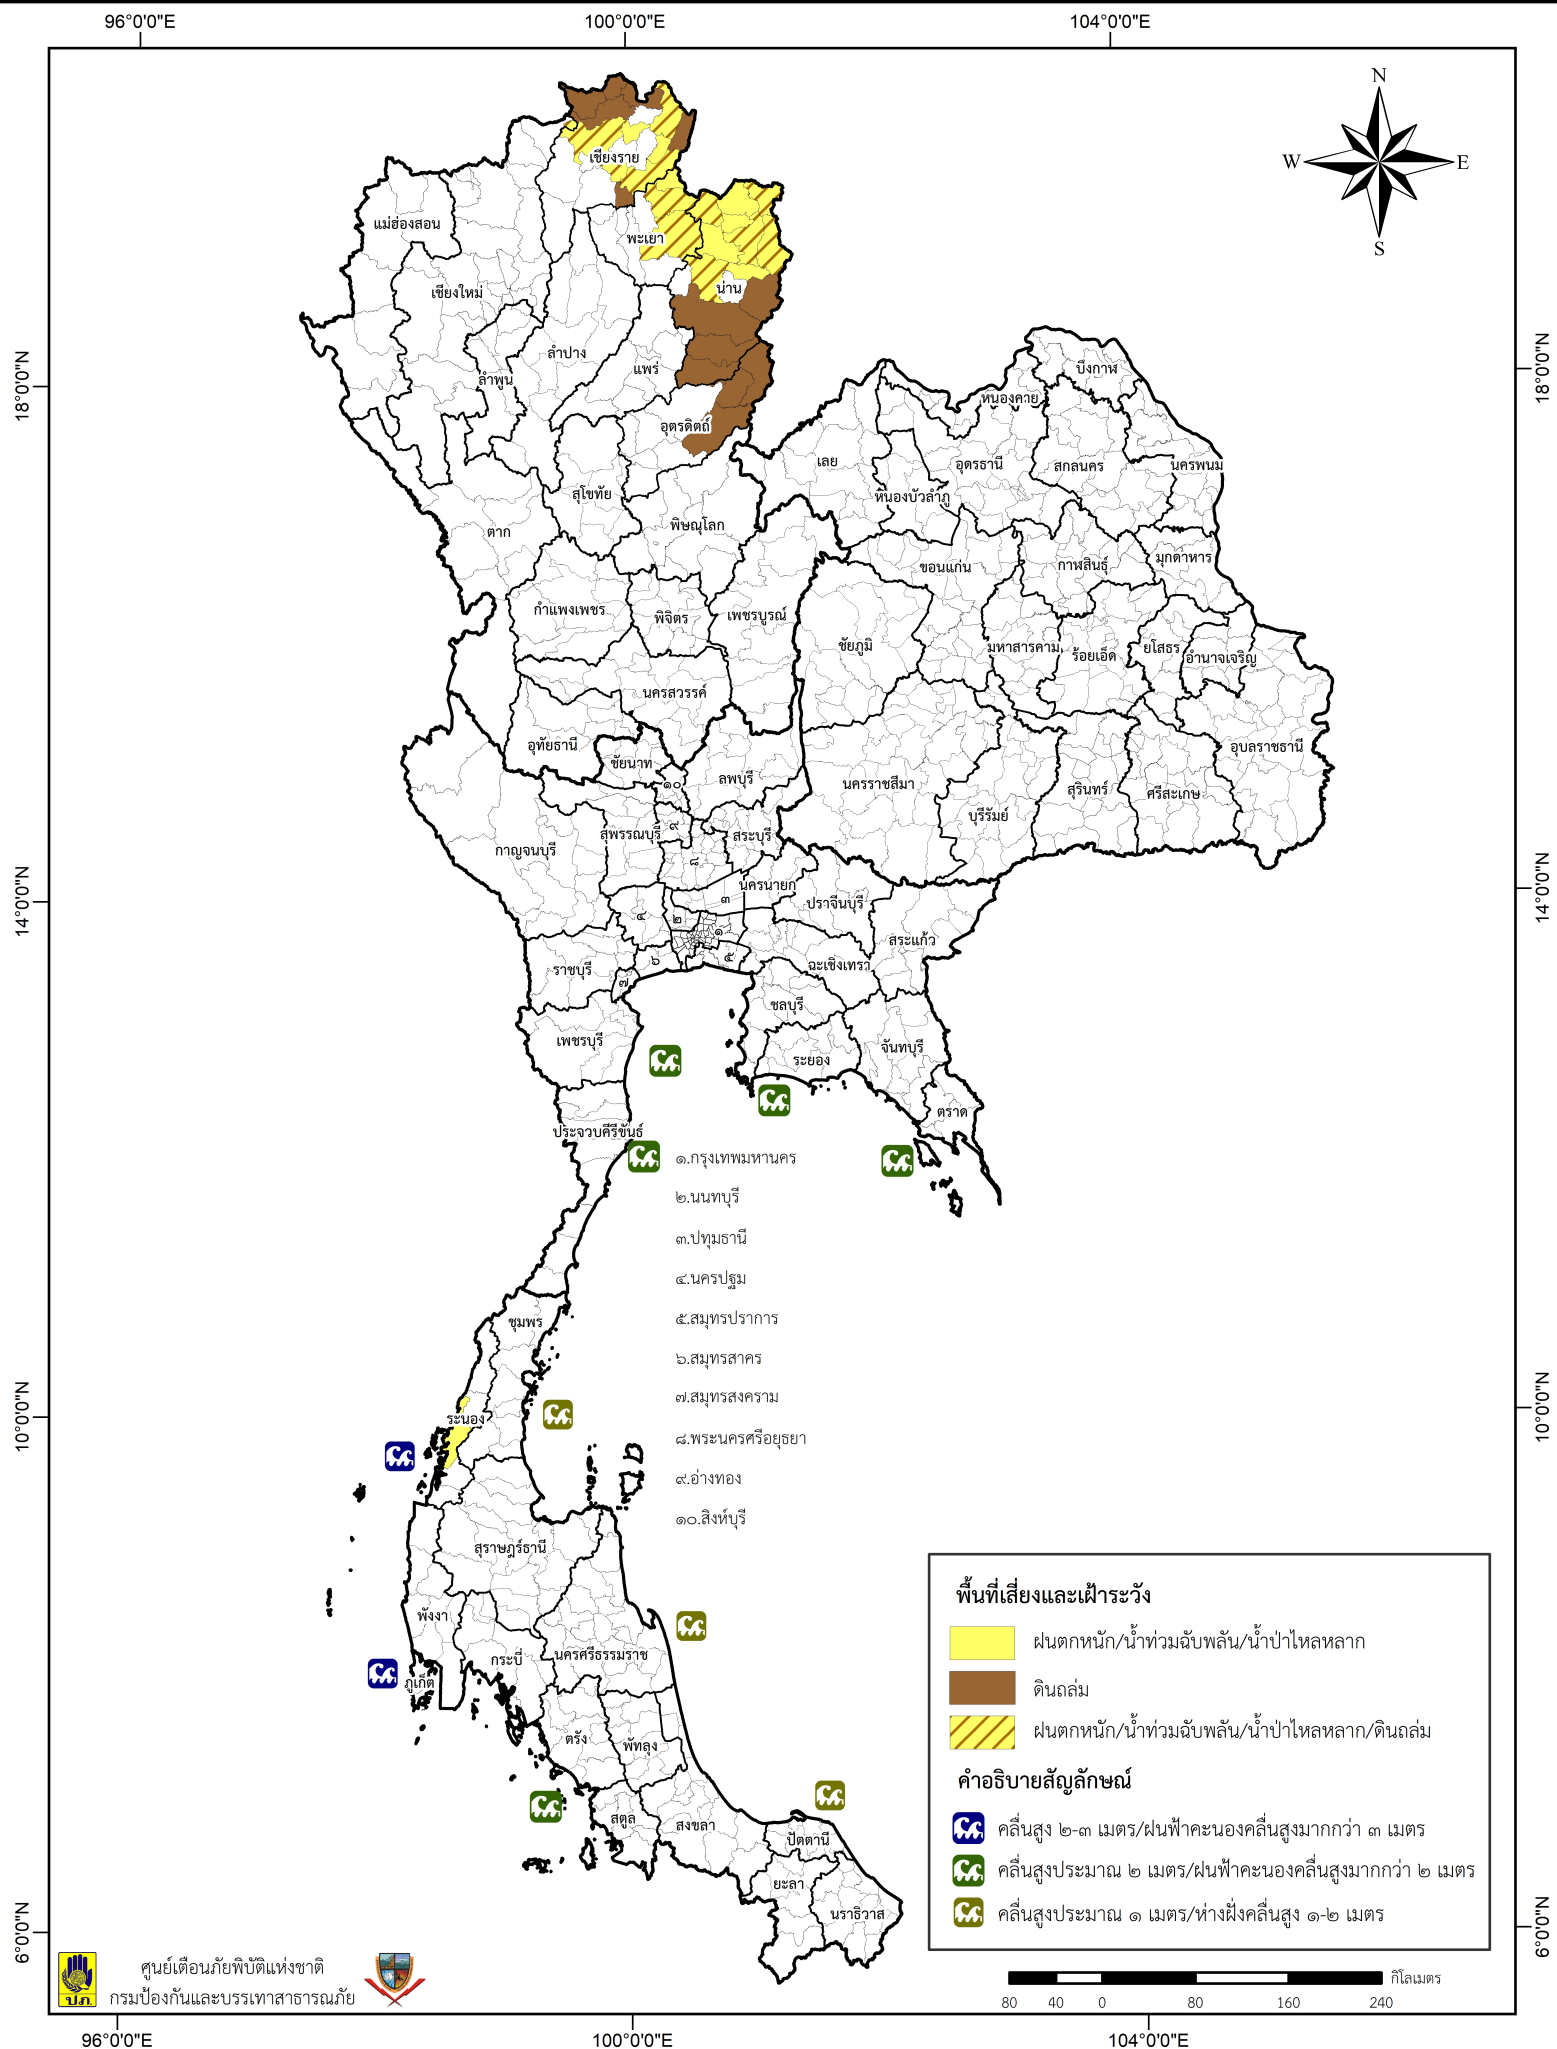 96°0'0"E 100°0'0"E 104°0'0"E
N
W E
S
เชียงราย
แม่ฮ่องสอน
พะเยา
น่าน
เชียงใหม่
ลำปาง
แพร่
ลำพูน
อุตรดิตถ์
บึงกาฬ
หนองคาย
เลย
อุดรธานี
สกลนคร
นครพนม
หนองบัวลำภู
สุโขทัย
พิษณุโลก
ตาก
ขอนแก่น
กาฬสินธุ์
มุกดาหาร
กำแพงเพชร
พิจิตร
เพชรบูรณ์
ชัยภูมิ
มหาสารคาม
ร้อยเอ็ด
ยโสธร
อำนาจเจริญ
นครสวรรค์
อุทัยธานี
ชัยนาท
๑๐
ลพบุรี
นครราชสีมา
บุรีรัมย์
สุรินทร์
ศรีสะเกษ
อุบลราชธานี
กาญจนบุรี
สุพรรณบุรี
๙
สระบุรี
๘
นครนายก
๓
ปราจีนบุรี
๔
๒
๑
สระแก้ว
ราชบุรี
๖
๕
ฉะเชิงเทรา
๗
ชลบุรี
เพชรบุรี
ระยอง
จันทบุรี
ตราด
ประจวบคีรีขันธ์
๑.กรุงเทพมหานคร
๒.นนทบุรี
๓.ปทุมธานี
๔.นครปฐม
๕.สมุทรปราการ
๖.สมุทรสาคร
๗.สมุทรสงคราม
๘.พระนครศรีอยุธยา
๙.อ่างทอง
๑๐.สิงห์บุรี
ชุมพร
ระนอง
สุราษฎร์ธานี
พังงา
กระบี่
นครศรีธรรมราช
ภูเก็ต
ตรัง
พัทลุง
สตูล
สงขลา
ปัตตานี
ยะลา
นราธิวาส
18°0'0"N 18°0'0"N
14°0'0"N 14°0'0"N
10°0'0"N 10°0'0"N
6°0'0"N 6°0'0"N
พื้นที่เสี่ยงและเฝ้าระวัง
ฝนตกหนัก/น้ำท่วมฉับพลัน/น้ำป่าไหลหลาก
ดินถล่ม
ฝนตกหนัก/น้ำท่วมฉับพลัน/น้ำป่าไหลหลาก/ดินถล่ม
คำอธิบายสัญลักษณ์
คลื่นสูง ๒-๓ เมตร/ฝนฟ้าคะนองคลื่นสูงมากกว่า ๓ เมตร
คลื่นสูงประมาณ ๒ เมตร/ฝนฟ้าคะนองคลื่นสูงมากกว่า ๒ เมตร
คลื่นสูงประมาณ ๑ เมตร/ห่างฝั่งคลื่นสูง ๑-๒ เมตร
กิโลเมตร
80 40 0 80 160 240
ปภ.
ศูนย์เตือนภัยพิบัติแห่งชาติ
กรมป้องกันและบรรเทาสาธารณภัย
96°0'0"E 100°0'0"E 104°0'0"E